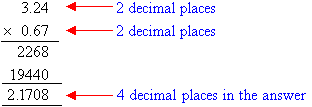 3.24 2 decimal places
× 0.67 2 decimal places
2268
19440
2.1708 4 decimal places in the answer